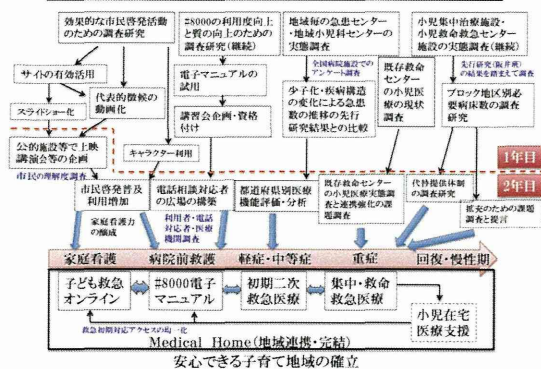 効果的な市民啓発活動
のための調査研究
#8000の利用度向上
と質の向上のための
調査研究(継続)
地域毎の急患センター
・地域小児科センターの
実態調査
小児集中治療施設・
小児救命救急センター
施設の実態調査(継続)
サイトの有効活用
代表的徴候の
動画化
スライドショー化
公的施設等で上映
講演会等の企画
市民の理解度調査
キャラクター利用
電子マニュアルの
試用
講習会企画・資格
付け
全国病院施設での
アンケート調査
少子化・疾病構造
の変化による急患
数の推移の先行
研究結果との比較
既存救命
センターの小
児医療の現状
調査
先行研究(阪井班)
の結果を踏まえて調査
ブロック地区別必
要病床数の調査
研究
1年目
2年目
市民啓発普及
利用増加
電話相談対応者
の広場の構築
都道府県別医療
機能評価・分析
既存救命センター
の小児医療実態調査
と連携強化の課
題調査
代替提供体制
の調査研究
拡充のための課題
調査と提言
家庭看護力
の醸成
利用者・電話
対応者・医療
機関調査
家庭看護
病院前救護
軽症・中等症
重症
回復・慢性期
子ども救急
オンライン
#8000電子
マニュアル
初期二次
救急医療
集中・救命
救急医療
小児在宅
医療支援
救急初期対応アクセスの均一化
Medical Home(地域連携・完結)
安心できる子育て地域の確立